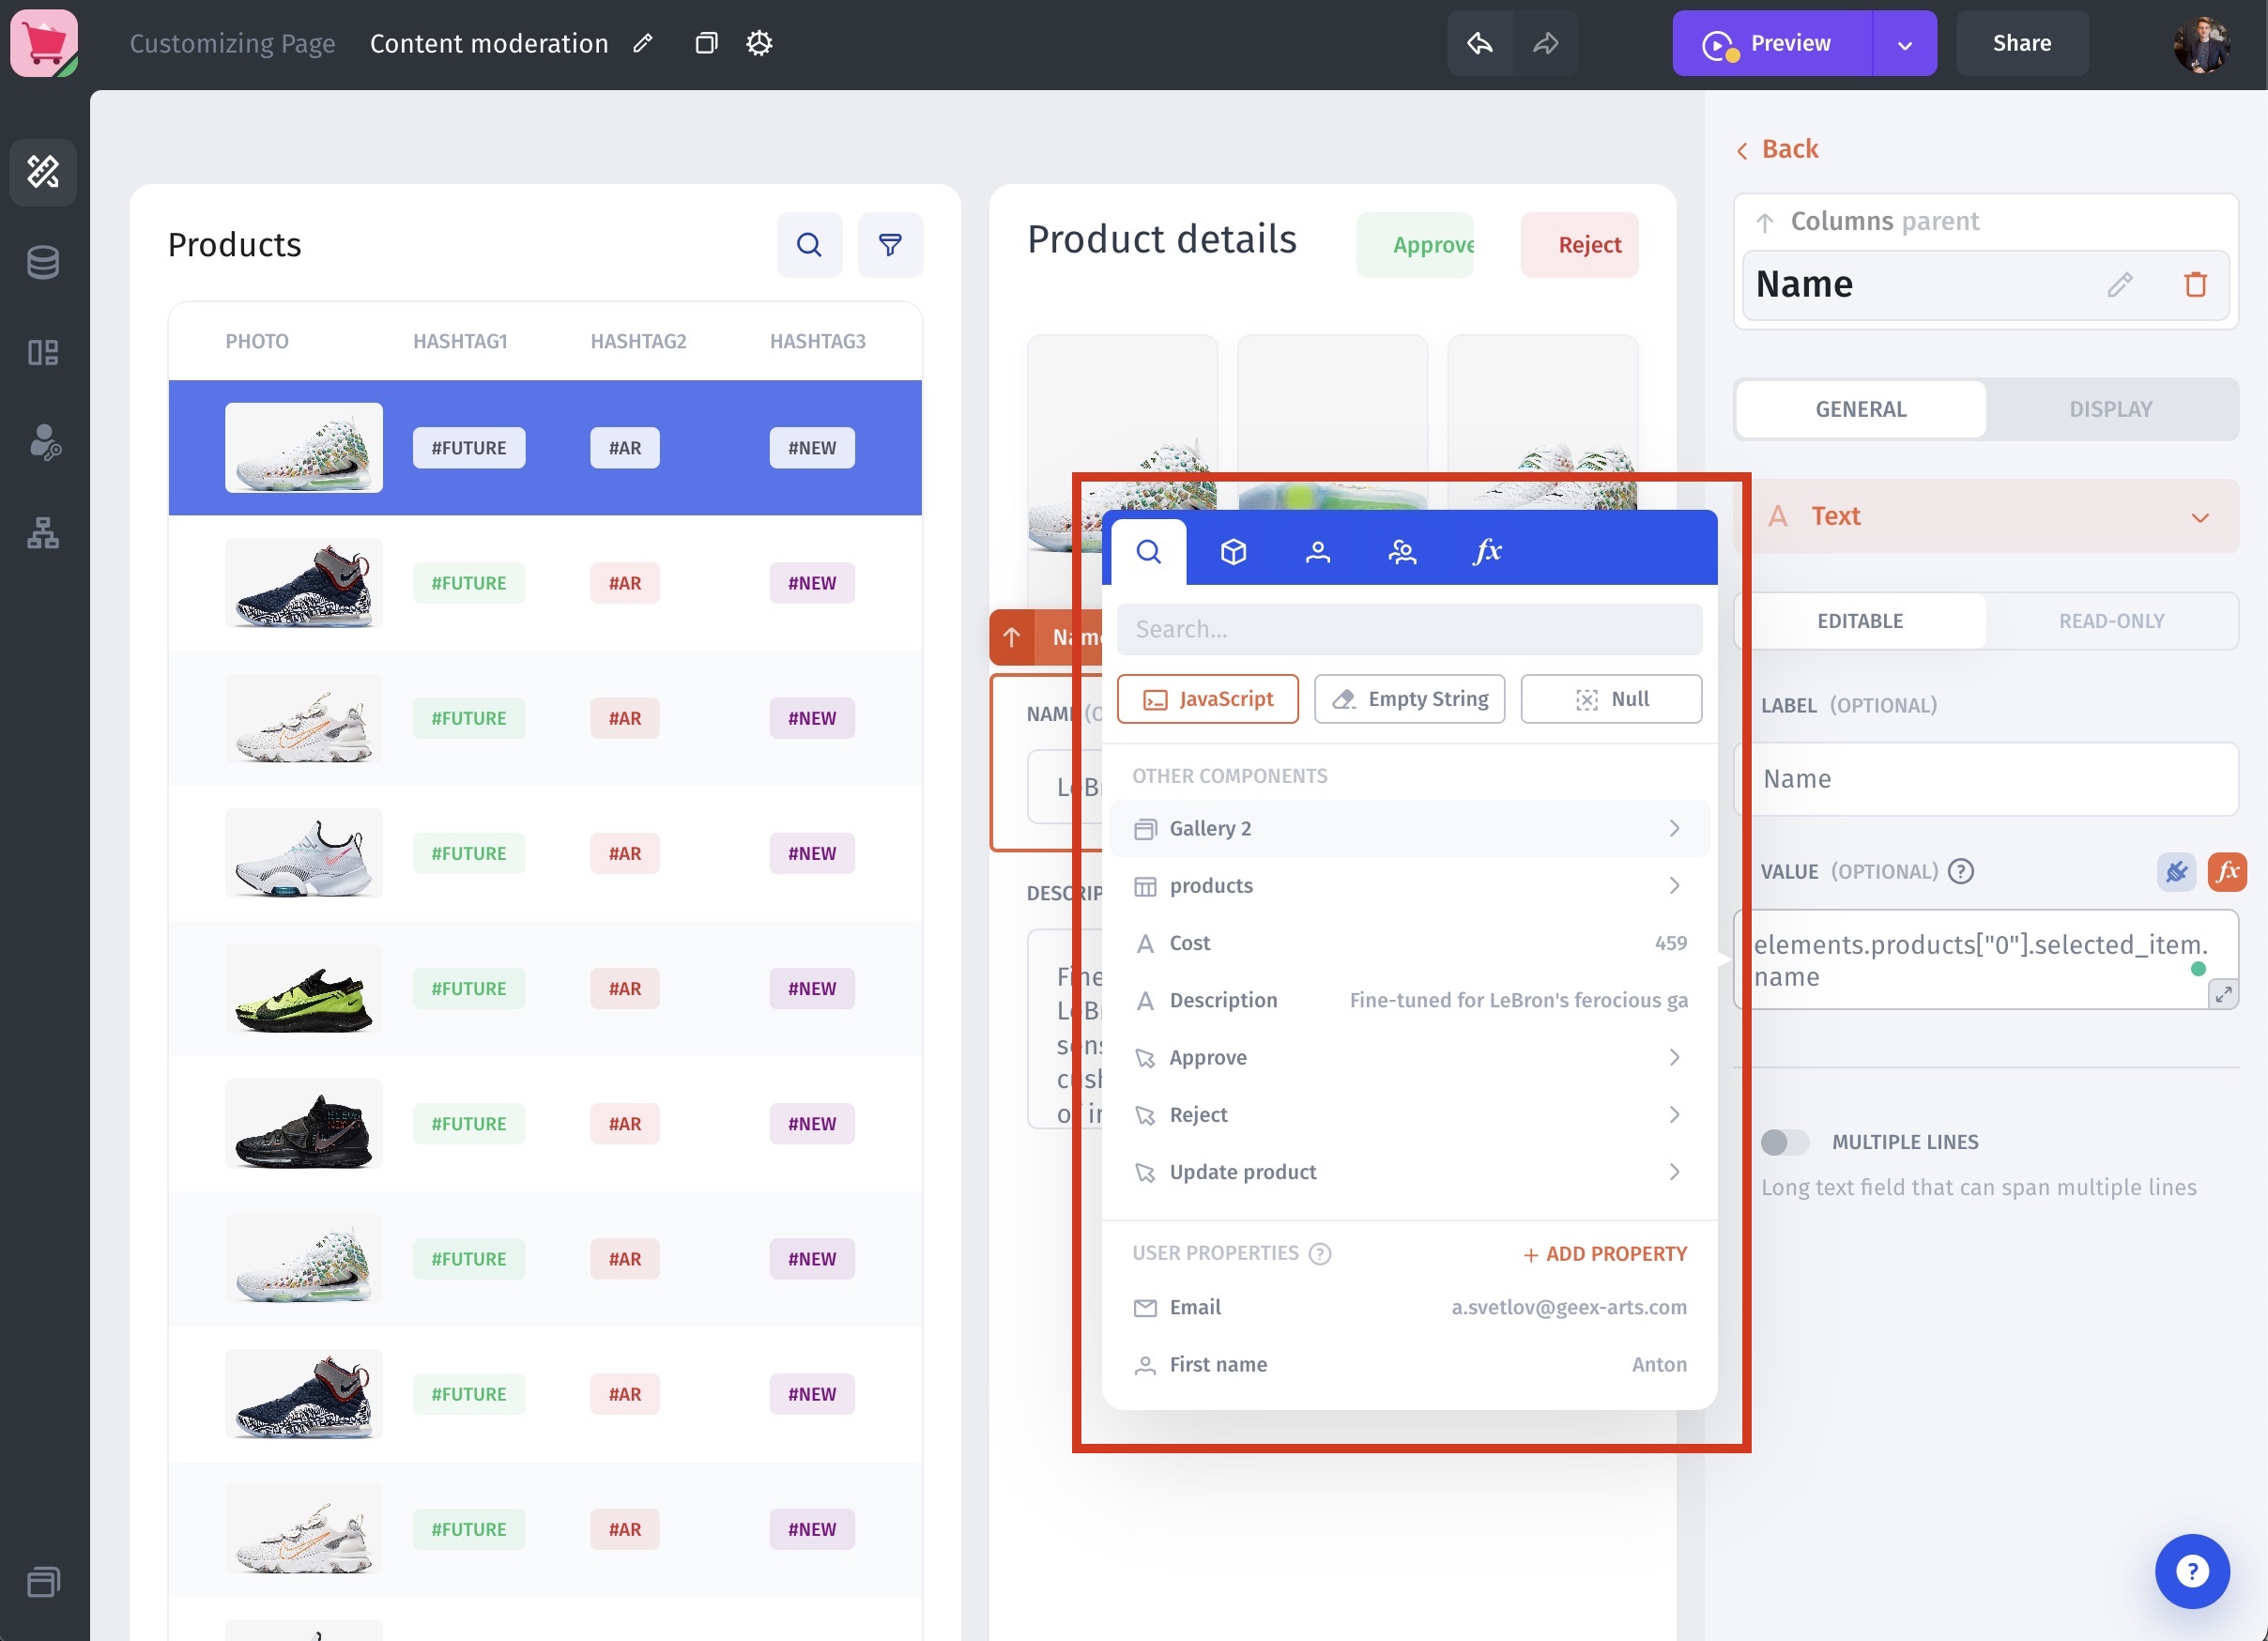 Customizing Page
Content moderation
Preview
Share
Products
PHOTO HASHTAG1 HASHTAG2 HASHTAG3
#FUTURE #AR #NEW
#FUTURE #AR #NEW
#FUTURE #AR #NEW
#FUTURE #AR #NEW
#FUTURE #AR #NEW
#FUTURE #AR #NEW
#FUTURE #AR #NEW
#FUTURE #AR #NEW
#FUTURE #AR #NEW
Product details
Approve
Reject
Name
NAME
DESCRIP
Fine
LeBr
of in
fx
Search...
JavaScript
Empty String
Null
OTHER COMPONENTS
Gallery 2
products
Cost 459
Description Fine-tuned for LeBron's ferocious ga
Approve
Reject
Update product
USER PROPERTIES ?
+ ADD PROPERTY
Email a.svetlov@geex-arts.com
First name Anton
Back
Columns parent
Name
GENERAL
DISPLAY
A Text
EDITABLE
READ-ONLY
LABEL (OPTIONAL)
Name
VALUE (OPTIONAL) ?
fx
elements.products["0"].selected_item.
name
MULTIPLE LINES
Long text field that can span multiple lines
?